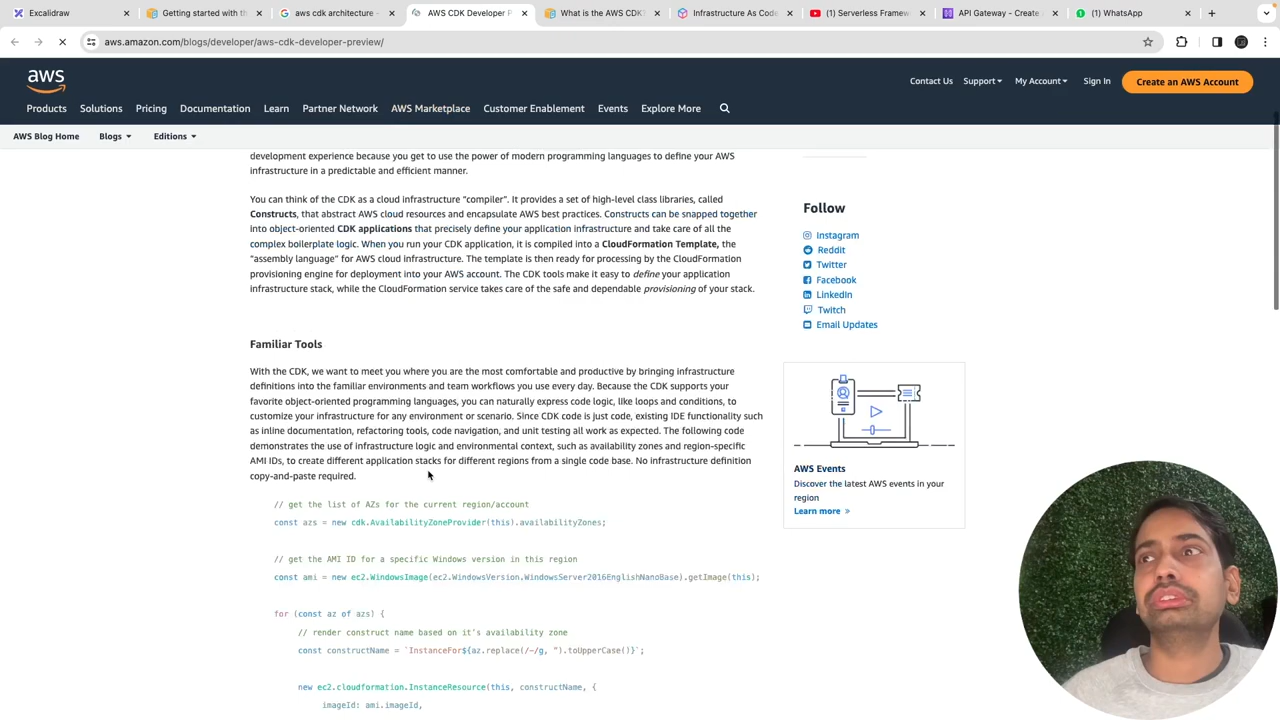 Excalidraw
Getting started with th
aws cdk architecture -
AWS CDK Developer P
What is the AWS CDK?
Infrastructure As Code
(1) Serverless Framew
API Gateway - Create a
(1) WhatsApp
aws.amazon.com/blogs/developer/aws-cdk-developer-preview/
aws
Contact Us Support My Account Sign In Create an AWS Account
Products Solutions Pricing Documentation Learn Partner Network AWS Marketplace Customer Enablement Events Explore More
AWS Blog Home Blogs Editions
development experience because you get to use the power of modern programming languages to define your AWS
infrastructure in a predictable and efficient manner.
You can think of the CDK as a cloud infrastructure “compiler”. It provides a set of high-level class libraries, called
Constructs, that abstract AWS cloud resources and encapsulate AWS best practices. Constructs can be snapped together
into object-oriented CDK applications that precisely define your application infrastructure and take care of all the
complex boilerplate logic. When you run your CDK application, it is compiled into a CloudFormation Template, the
“assembly language” for AWS cloud infrastructure. The template is then ready for processing by the CloudFormation
provisioning engine for deployment into your AWS account. The CDK tools make it easy to define your application
infrastructure stack, while the CloudFormation service takes care of the safe and dependable provisioning of your stack.
Familiar Tools
With the CDK, we want to meet you where you are the most comfortable and productive by bringing infrastructure
definitions into the familiar environments and team workflows you use every day. Because the CDK supports your
favorite object-oriented programming languages, you can naturally express code logic, like loops and conditions, to
customize your infrastructure for any environment or scenario. Since CDK code is just code, existing IDE functionality such
as inline documentation, refactoring tools, code navigation, and unit testing all work as expected. The following code
demonstrates the use of infrastructure logic and environmental context, such as availability zones and region-specific
AMI IDs, to create different application stacks for different regions from a single code base. No infrastructure definition
copy-and-paste required.
// get the list of AZs for the current region/account
const azs = new cdk.AvailabilityZoneProvider(this).availabilityZones;
// get the AMI ID for a specific Windows version in this region
const ami = new ec2.WindowsImage(ec2.WindowsVersion.WindowsServer2016EnglishNanoBase).getImage(this);
for (const az of azs) {
// render construct name based on it's availability zone
const constructName = `InstanceFor${az.replace(/-/g, '').toUpperCase()}`;
new ec2.cloudformation.InstanceResource(this, constructName, {
imageId: ami.imageId,
Follow
Instagram
Reddit
Twitter
Facebook
LinkedIn
Twitch
Email Updates
AWS Events
Discover the latest AWS events in your
region
Learn more »